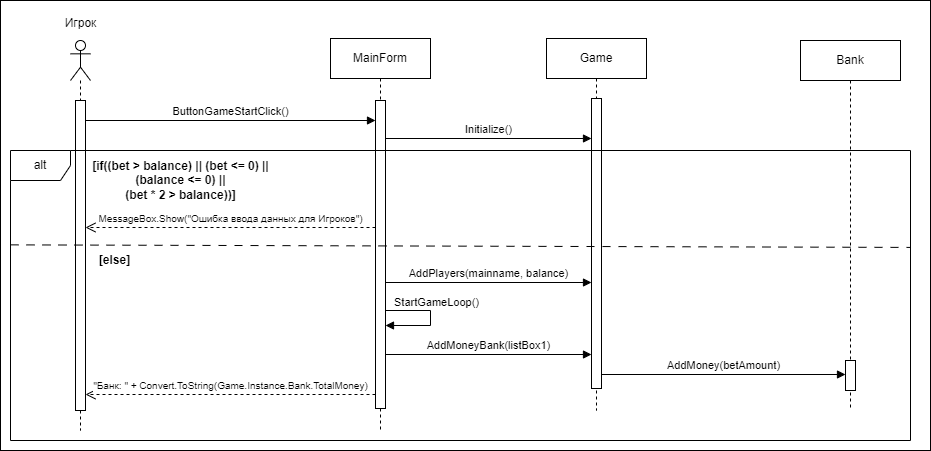 Игрок
MainForm
Game
Bank
ButtonGameStartClick()
Initialize()
alt
[if((bet > balance) || (bet <= 0) ||
(balance <= 0) ||
(bet * 2 > balance))]
MessageBox.Show("Ошибка ввода данных для Игроков")
[else]
AddPlayers(mainname, balance)
StartGameLoop()
AddMoneyBank(listBox1)
AddMoney(betAmount)
"Банк: " + Convert.ToString(Game.Instance.Bank.TotalMoney)